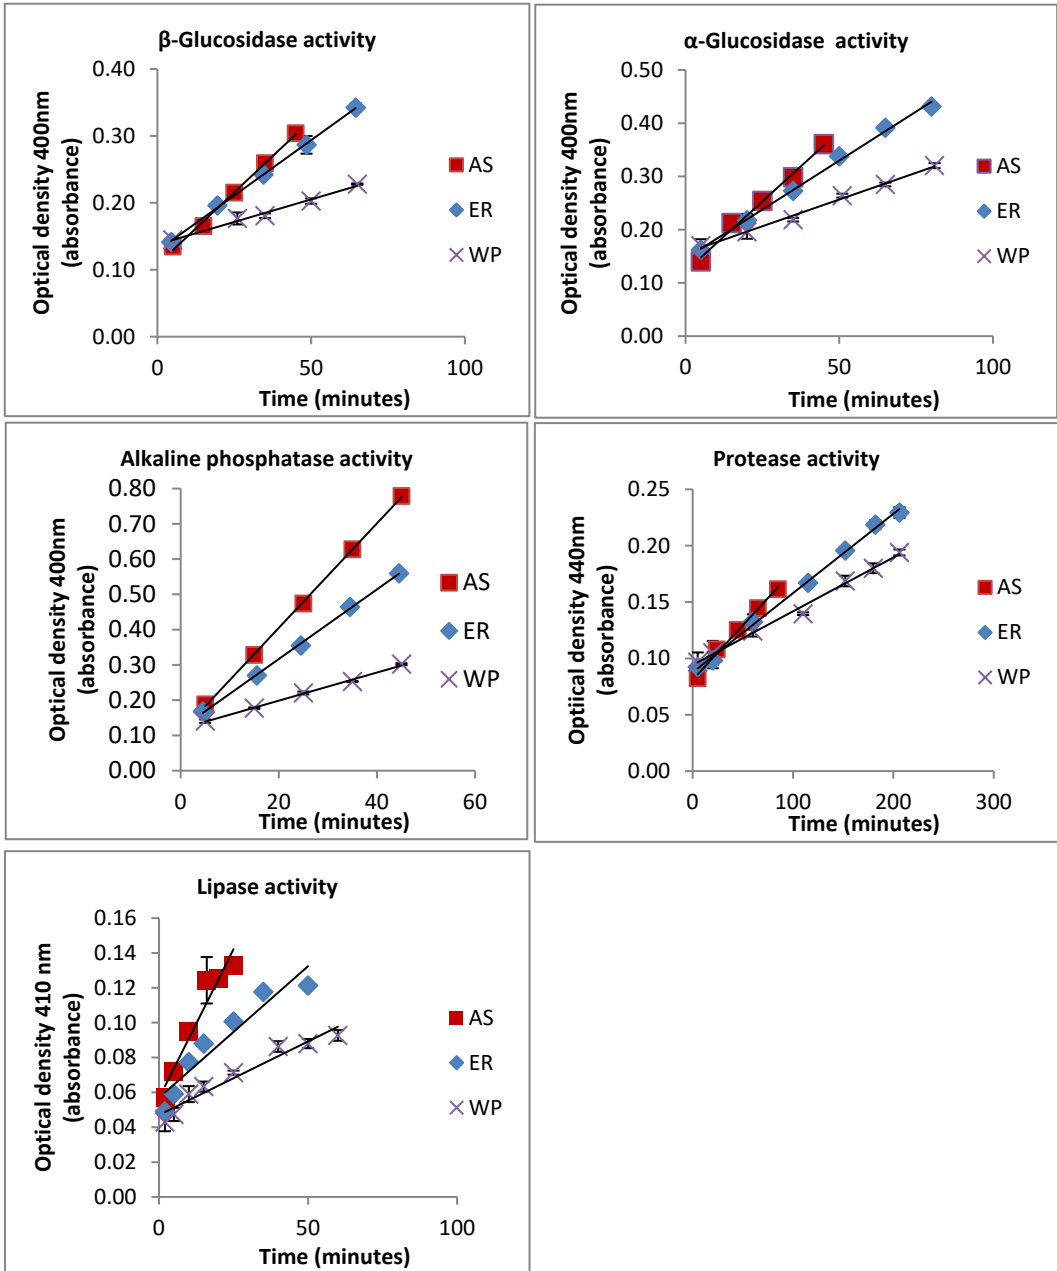 β-Glucosidase activity
0.40
0.30
0.20
0.10
0.00
0 50 100
Optical density 400nm
(absorbance)
Time (minutes)
AS
ER
WP
α-Glucosidase activity
0.50
0.40
0.30
0.20
0.10
0.00
0 50 100
Optical density 400nm
(absorbance)
Time (minutes)
AS
ER
WP
Alkaline phosphatase activity
0.80
0.70
0.60
0.50
0.40
0.30
0.20
0.10
0.00
0 20 40 60
Optical density 400nm
(absorbance)
Time (minutes)
AS
ER
WP
Protease activity
0.25
0.20
0.15
0.10
0.05
0.00
0 100 200 300
Optiical density 440nm
(absorbance)
Time (minutes)
AS
ER
WP
Lipase activity
0.16
0.14
0.12
0.10
0.08
0.06
0.04
0.02
0.00
0 50 100
Optical density 410 nm
(absorbance)
Time (minutes)
AS
ER
WP